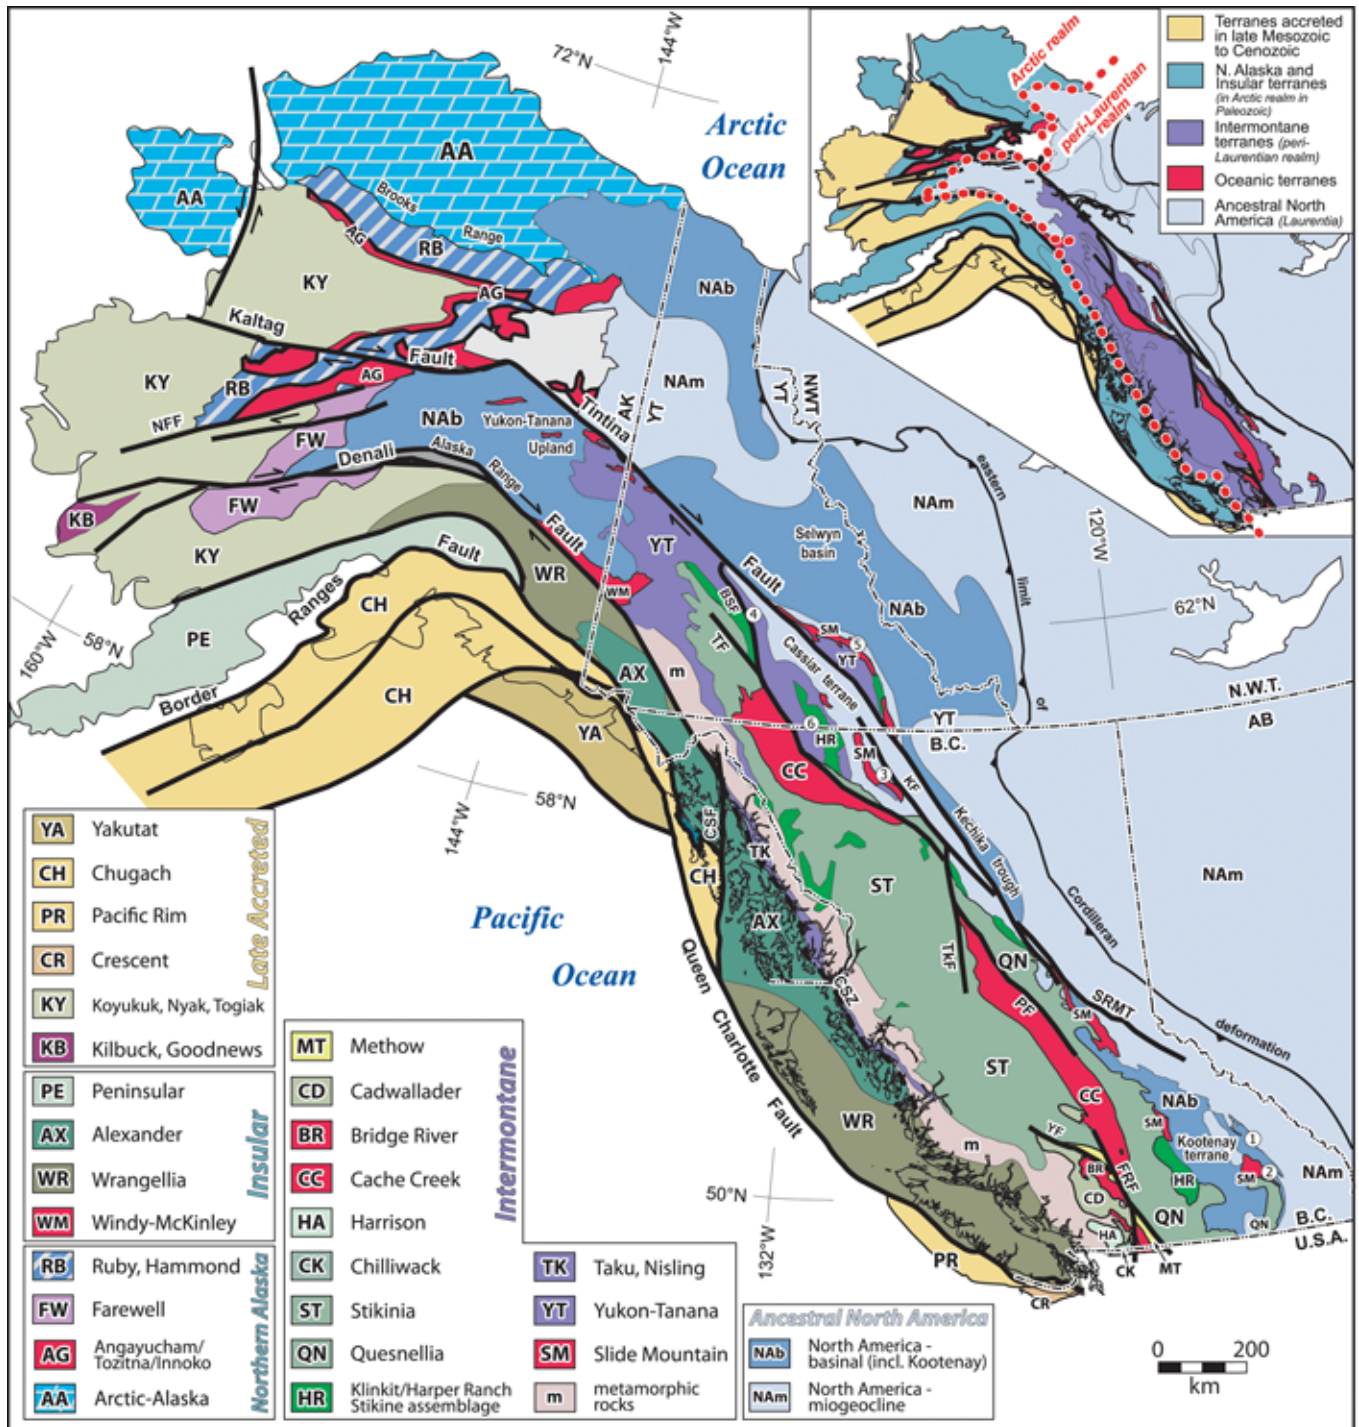 72°N
144°W
Arctic
Ocean
AA
AA
Brooks
Range
AG
RB
KY
AG
NAb
Kaltag
Fault
NAm
AK
YT
YT
NWT
KY
RB
AG
NFF
FW
NAb
Yukon-Tanana
Upland
Tintina
Denali
Alaska
Range
Fault
KB
FW
KY
WR
WM
YT
Fault
Selwyn
basin
NAm
NAb
eastern
limit
of
Cordilleran
deformation
120°W
62°N
160°W
58°N
PE
Border
Ranges
Fault
CH
CH
YA
AX
m
BSF
TF
4
SM
5
YT
Cassiar terrane
6
HR
CC
SM
3
KF
YT
B.C.
N.W.T.
AB
Kechika trough
NAm
144°W
58°N
CSF
CH
TK
AX
ST
CSZ
Pacific
Ocean
Queen Charlotte Fault
TkF
PF
QN
SM
SRMT
ST
CC
WR
m
YF
BR
CD
FRF
HA
CK
MT
SM
HR
QN
NAb
Kootenay
terrane
1
SM
2
QN
NAm
B.C.
U.S.A.
50°N
132°W
PR
CR
0 200
km
Arctic realm
peri-Laurentian
realm
Terranes accreted
in late Mesozoic
to Cenozoic
N. Alaska and
Insular terranes
(in Arctic realm in
Paleozoic)
Intermontane
terranes (peri-
Laurentian realm)
Oceanic terranes
Ancestral North
America (Laurentia)
Late Accreted
YA Yakutat
CH Chugach
PR Pacific Rim
CR Crescent
KY Koyukuk, Nyak, Togiak
KB Kilbuck, Goodnews
Insular
PE Peninsular
AX Alexander
WR Wrangellia
WM Windy-McKinley
Northern Alaska
RB Ruby, Hammond
FW Farewell
AG Angayucham/
Tozitna/Innoko
AA Arctic-Alaska
Intermontane
MT Methow
CD Cadwallader
BR Bridge River
CC Cache Creek
HA Harrison
CK Chilliwack
ST Stikinia
QN Quesnellia
HR Klinkit/Harper Ranch
Stikine assemblage
TK Taku, Nisling
YT Yukon-Tanana
SM Slide Mountain
m metamorphic
rocks
Ancestral North America
NAb North America -
basinal (incl. Kootenay)
NAm North America -
miogeocline